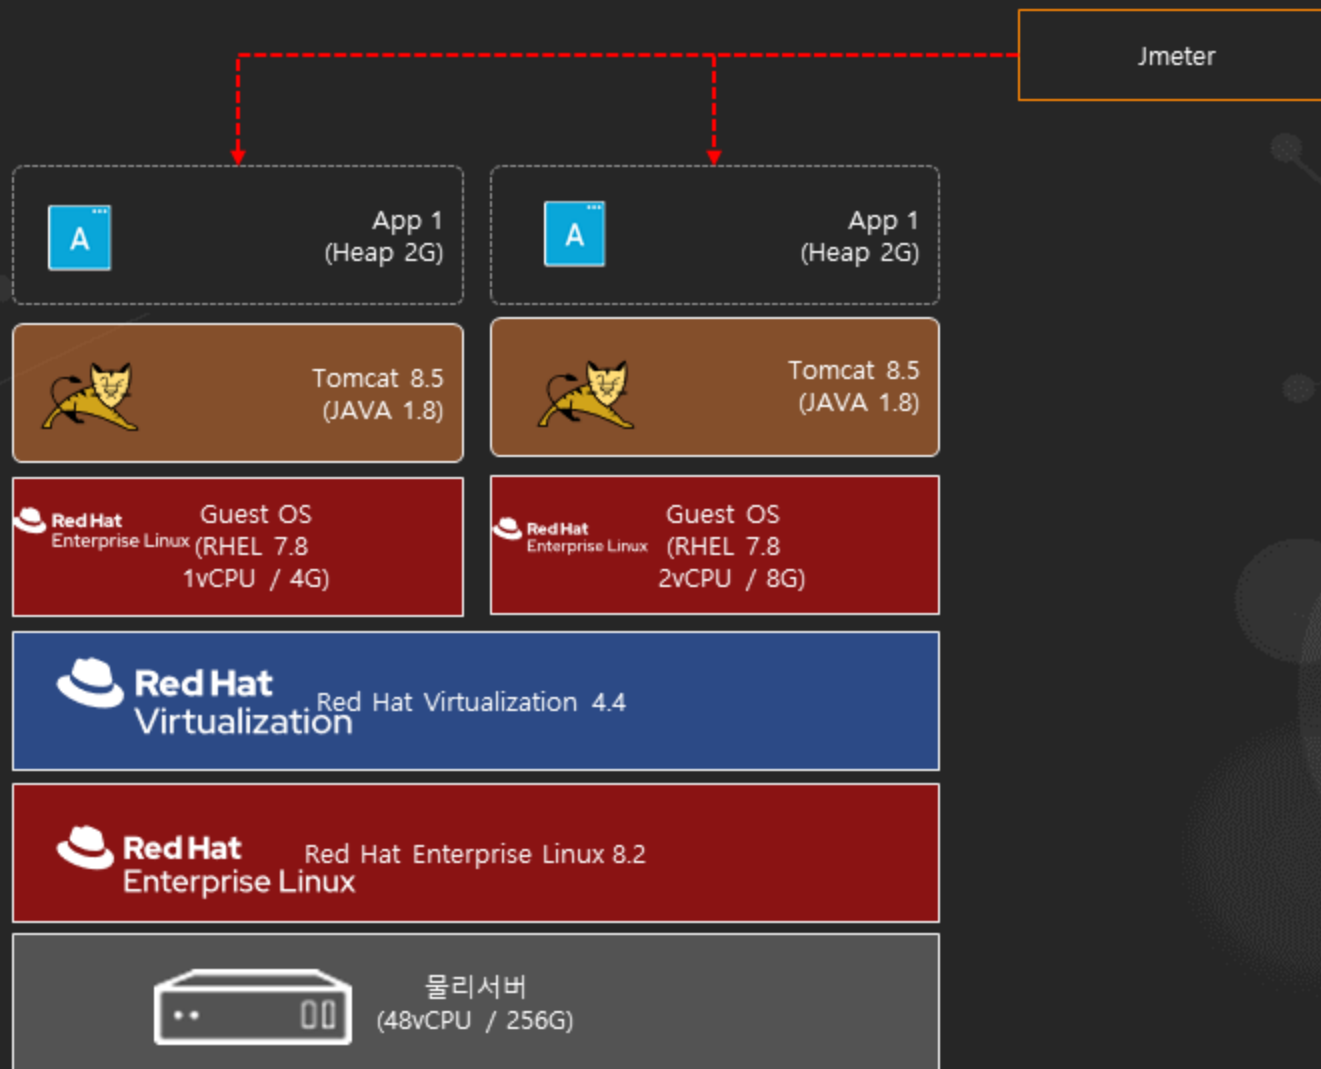 Jmeter
A
App 1
(Heap 2G)
A
App 1
(Heap 2G)
Tomcat 8.5
(JAVA 1.8)
Tomcat 8.5
(JAVA 1.8)
Red Hat
Enterprise Linux
Guest OS
(RHEL 7.8
1vCPU / 4G)
Red Hat
Enterprise Linux
Guest OS
(RHEL 7.8
2vCPU / 8G)
Red Hat
Virtualization
Red Hat Virtualization 4.4
Red Hat
Enterprise Linux
Red Hat Enterprise Linux 8.2
물리서버
(48vCPU / 256G)